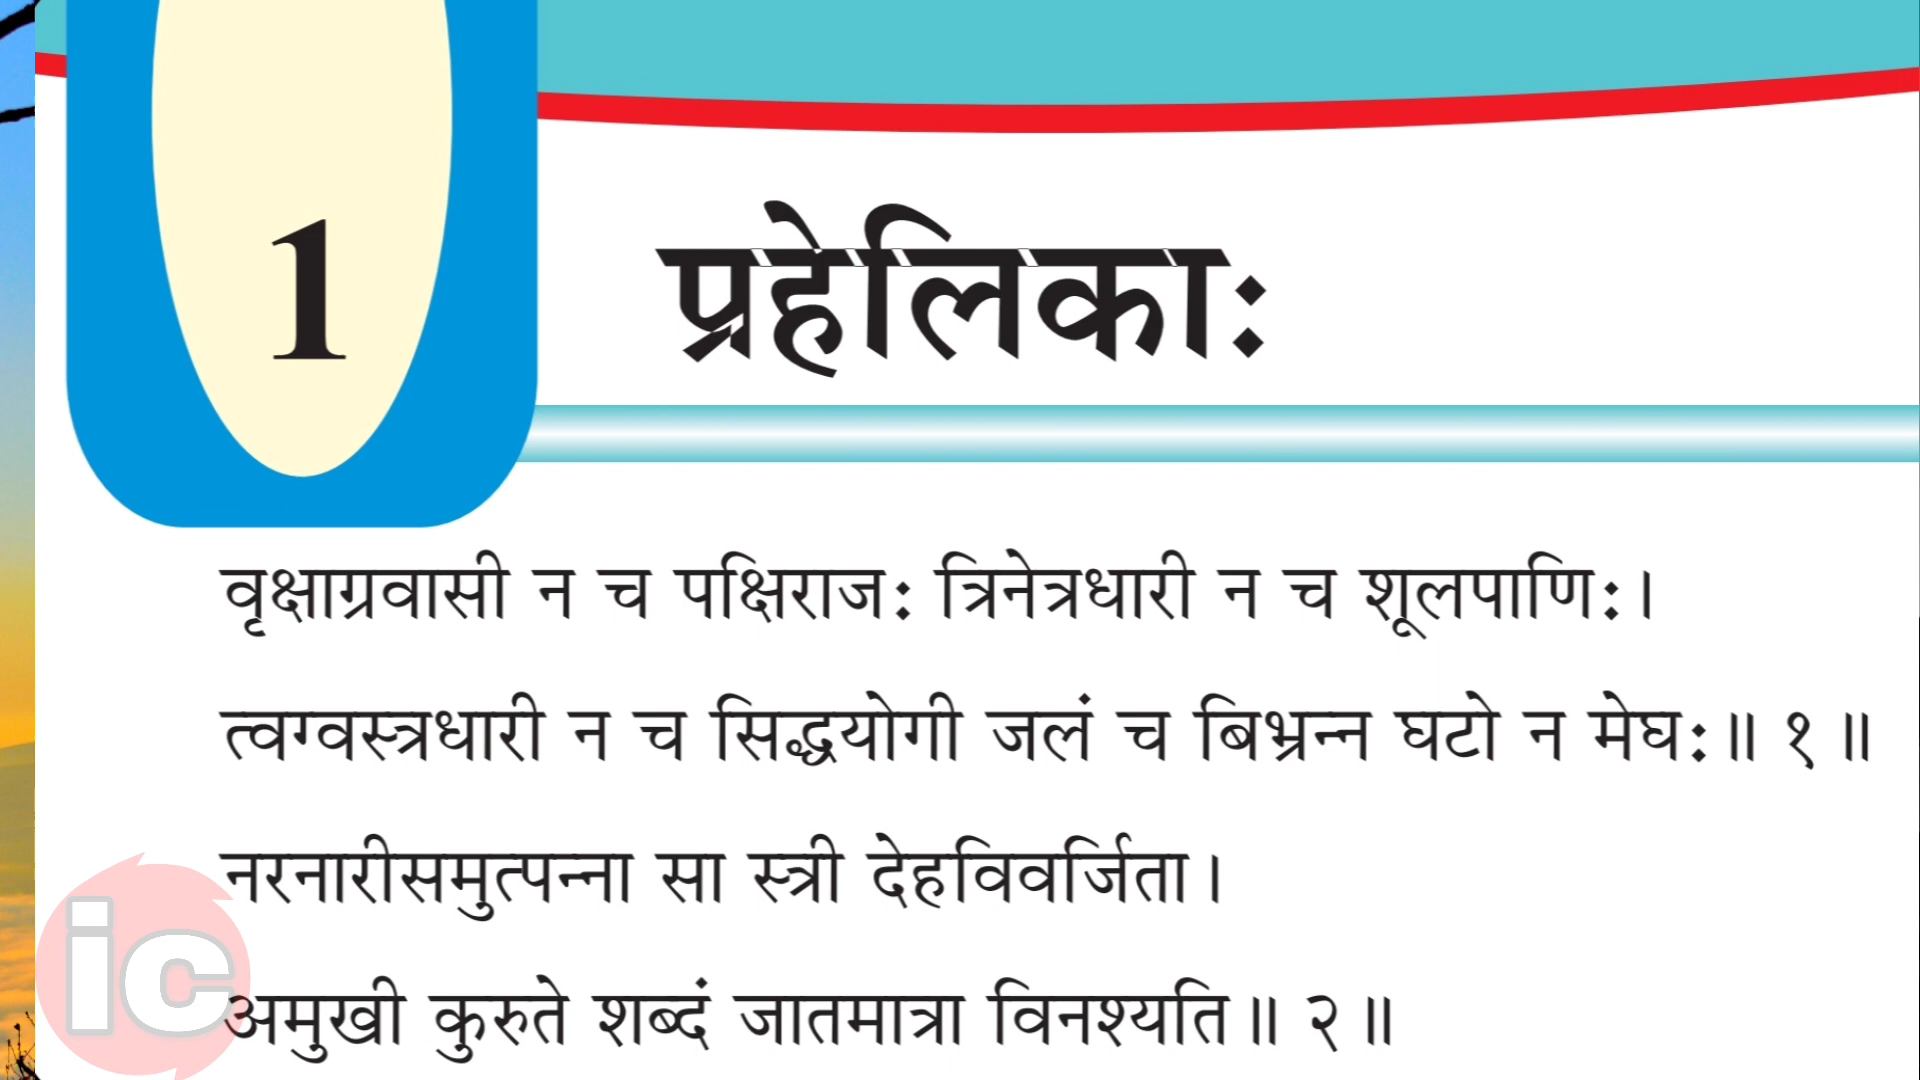 1
प्रहेलिकाः
वृक्षाग्रवासी न च पक्षिराजः त्रिनेत्रधारी न च शूलपाणिः।
त्वग्वस्त्रधारी न च सिद्धयोगी जलं च बिभ्रन्न घटो न मेघः॥ १ ॥
नरनारीसमुत्पन्ना सा स्त्री देहविवर्जिता।
अमुखी कुरुते शब्दं जातमात्रा विनश्यति॥ २ ॥
ic